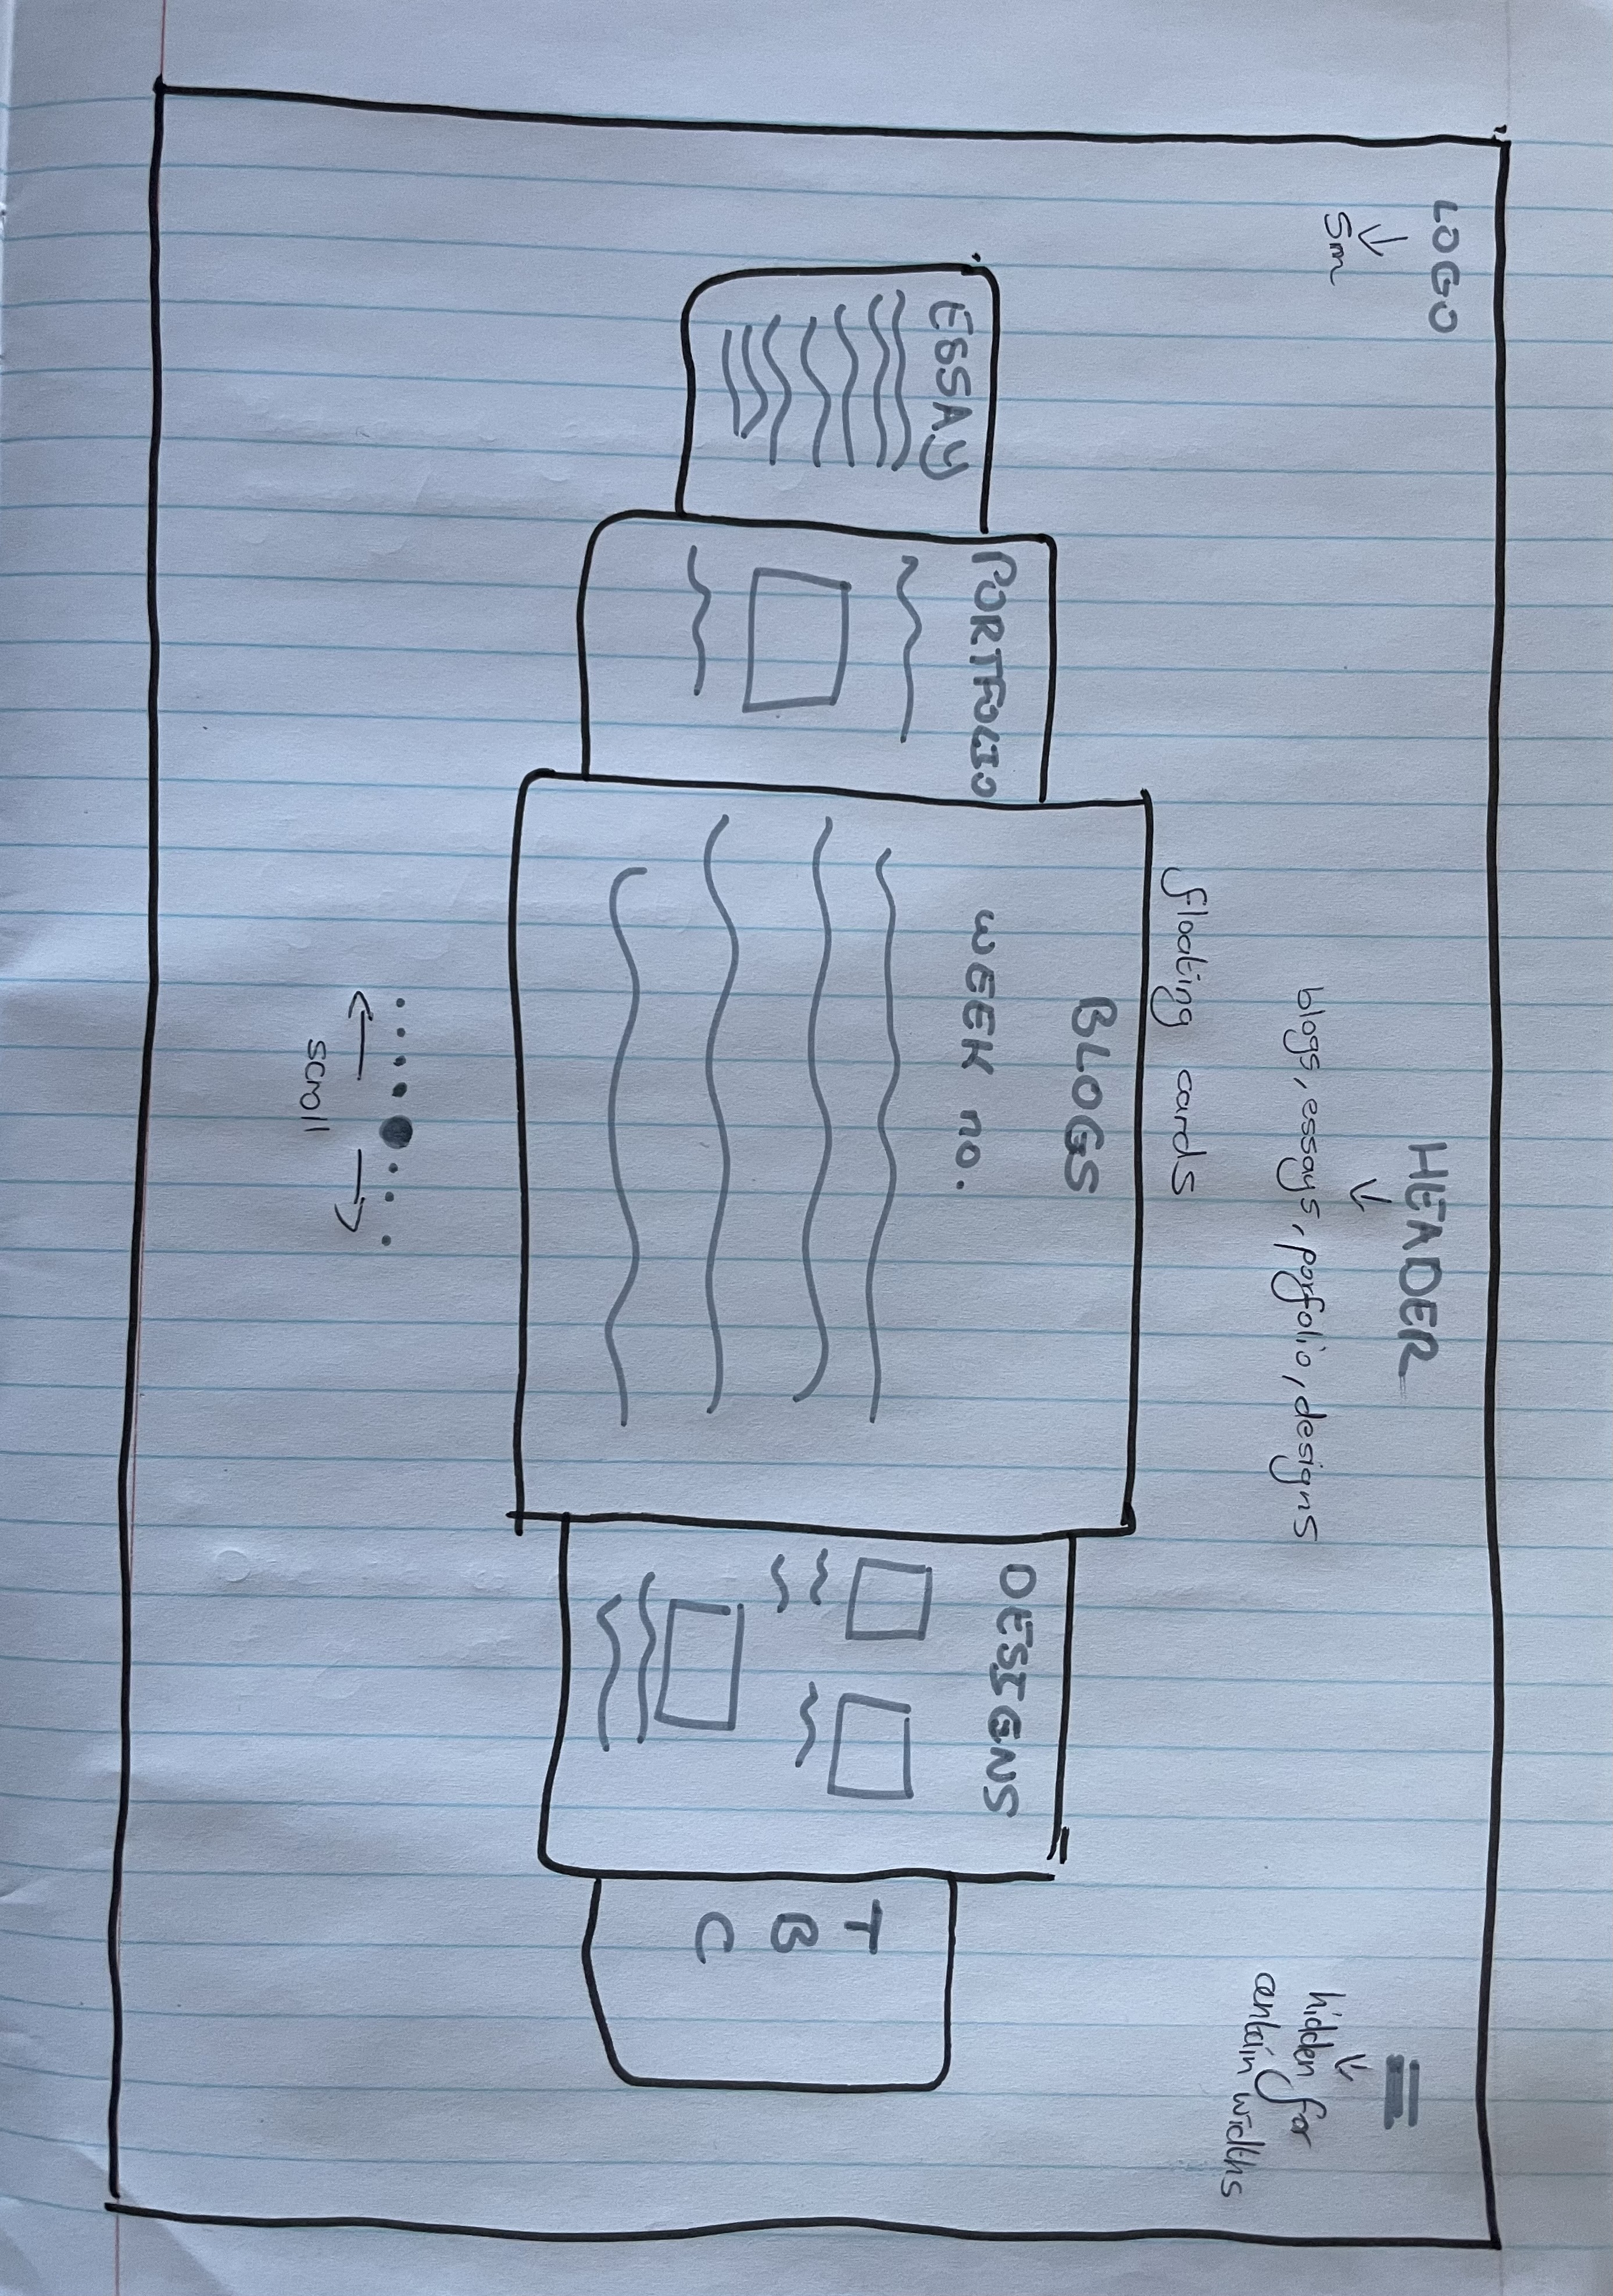 LOGO
↓
Sm
HEADER
↓
blogs, essays, porfolio, designs
hidden for
certain widths
floating cards
ESSAY
PORTFOLIO
BLOGS
WEEK no.
DESIGNS
T
B
C
scroll